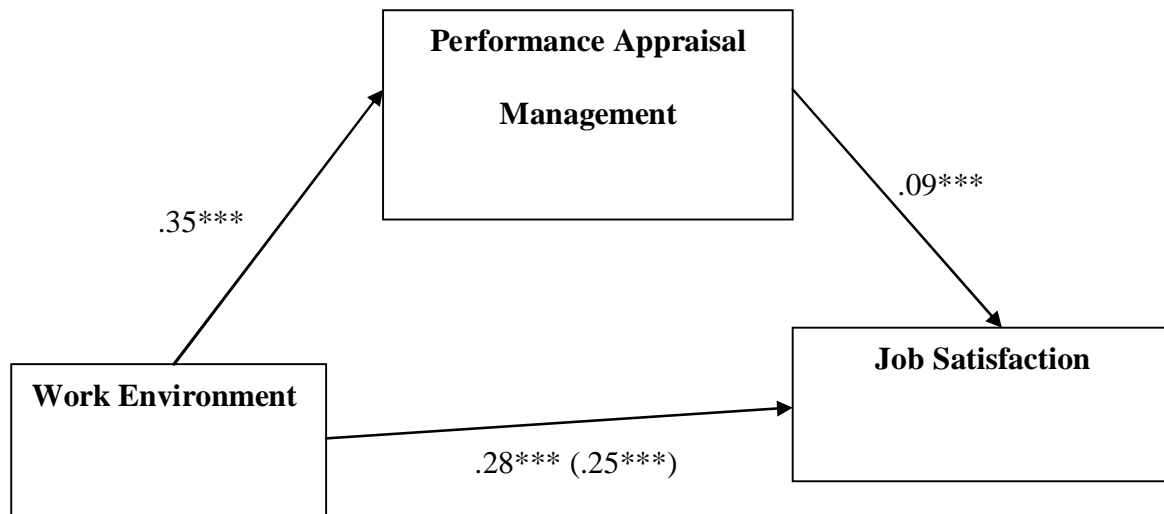 Performance Appraisal
Management
.35***
.09***
Work Environment
Job Satisfaction
.28*** (.25***)